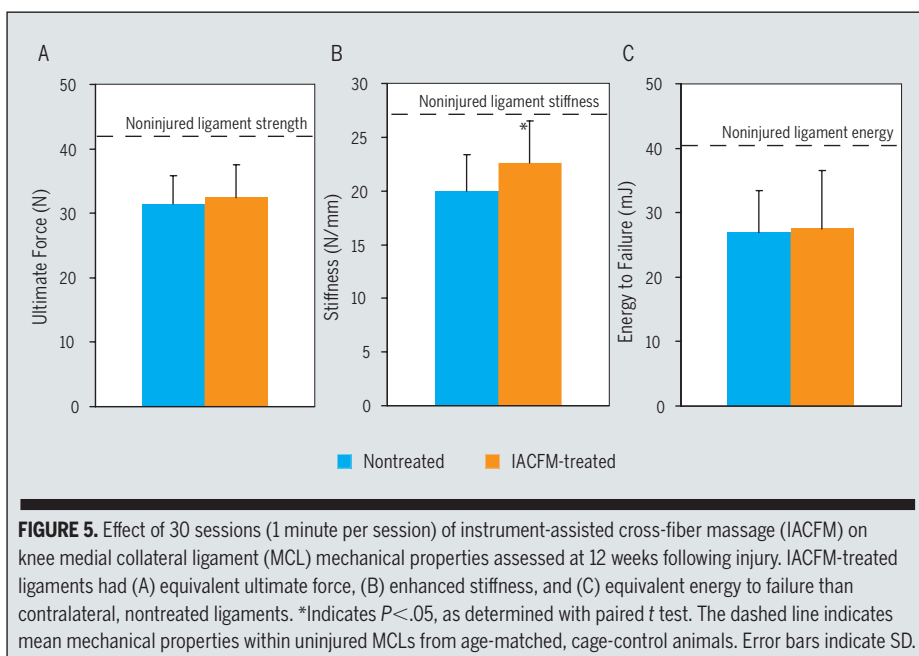 A
50
40
30
20
10
0
Ultimate Force (N)
Noninjured ligament strength
B
30
25
20
15
10
5
0
Stiffness (N/mm)
Noninjured ligament stiffness
*
C
50
40
30
20
10
0
Energy to Failure (mJ)
Noninjured ligament energy
Nontreated
IACFM-treated
FIGURE 5. Effect of 30 sessions (1 minute per session) of instrument-assisted cross-fiber massage (IACFM) on
knee medial collateral ligament (MCL) mechanical properties assessed at 12 weeks following injury. IACFM-treated
ligaments had (A) equivalent ultimate force, (B) enhanced stiffness, and (C) equivalent energy to failure than
contralateral, nontreated ligaments. *Indicates P<.05, as determined with paired t test. The dashed line indicates
mean mechanical properties within uninjured MCLs from age-matched, cage-control animals. Error bars indicate SD.